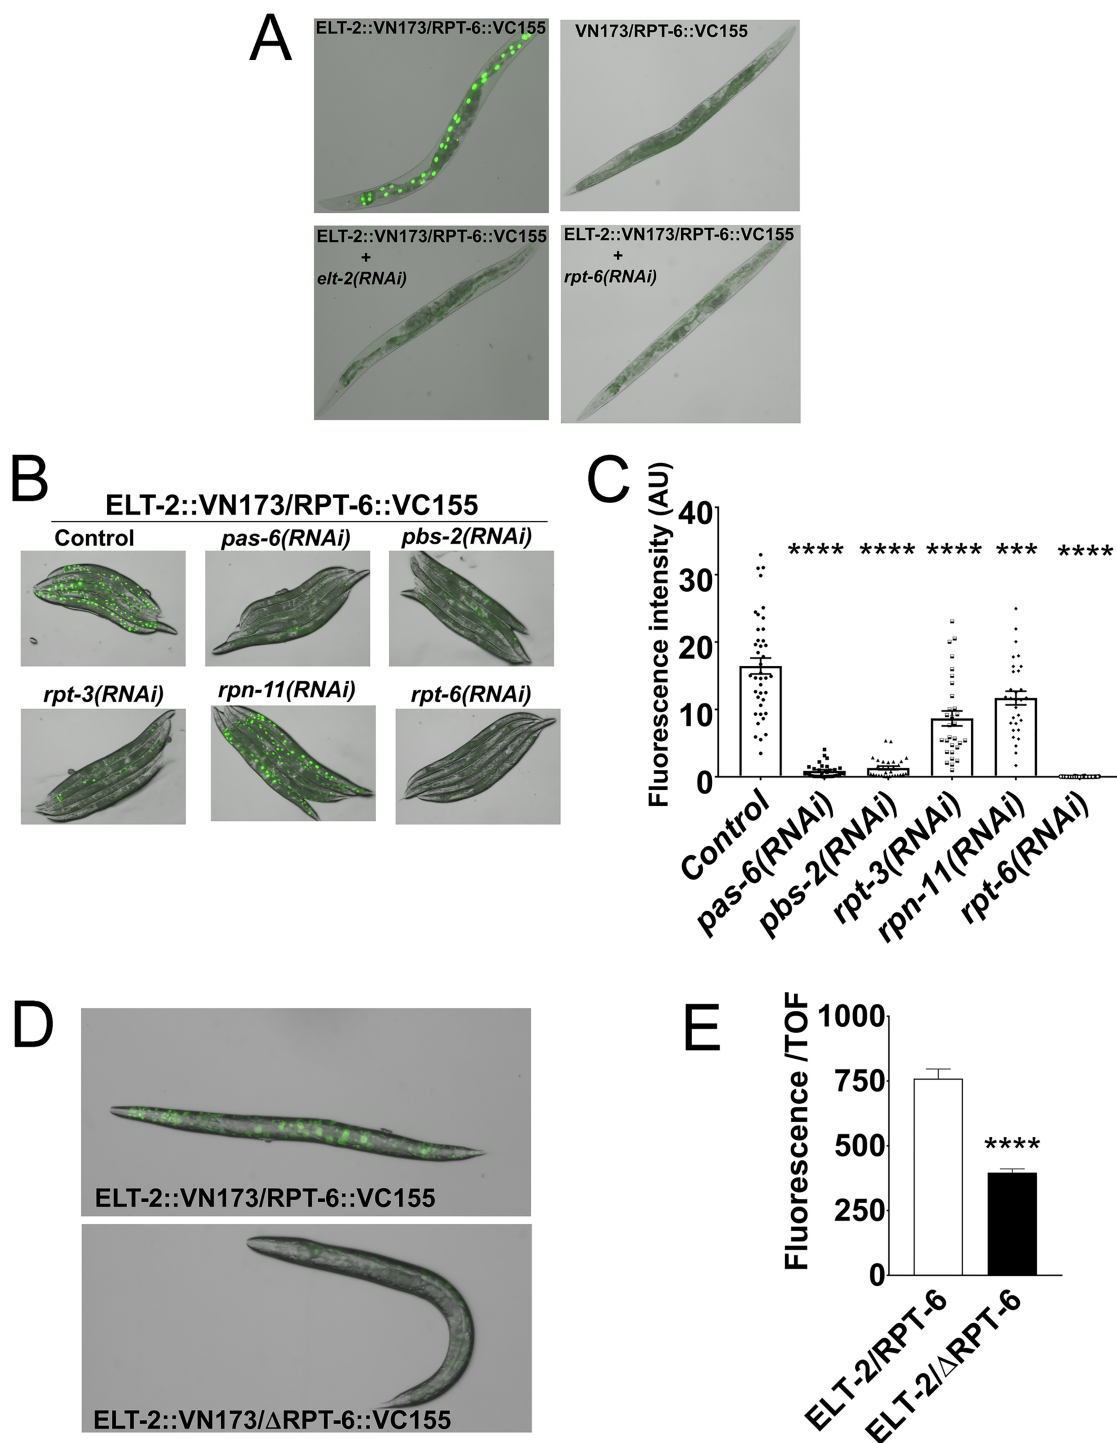 A
ELT-2::VN173/RPT-6::VC155
VN173/RPT-6::VC155
ELT-2::VN173/RPT-6::VC155
+
elt-2(RNAi)
ELT-2::VN173/RPT-6::VC155
+
rpt-6(RNAi)
B
ELT-2::VN173/RPT-6::VC155
Control
pas-6(RNAi)
pbs-2(RNAi)
rpt-3(RNAi)
rpn-11(RNAi)
rpt-6(RNAi)
C
Fluorescence intensity (AU)
40
30
20
10
0
****
****
****
***
****
Control
pas-6(RNAi)
pbs-2(RNAi)
rpt-3(RNAi)
rpn-11(RNAi)
rpt-6(RNAi)
D
ELT-2::VN173/RPT-6::VC155
ELT-2::VN173/ΔRPT-6::VC155
E
Fluorescence /TOF
1000
750
500
250
0
****
ELT-2/RPT-6
ELT-2/ΔRPT-6